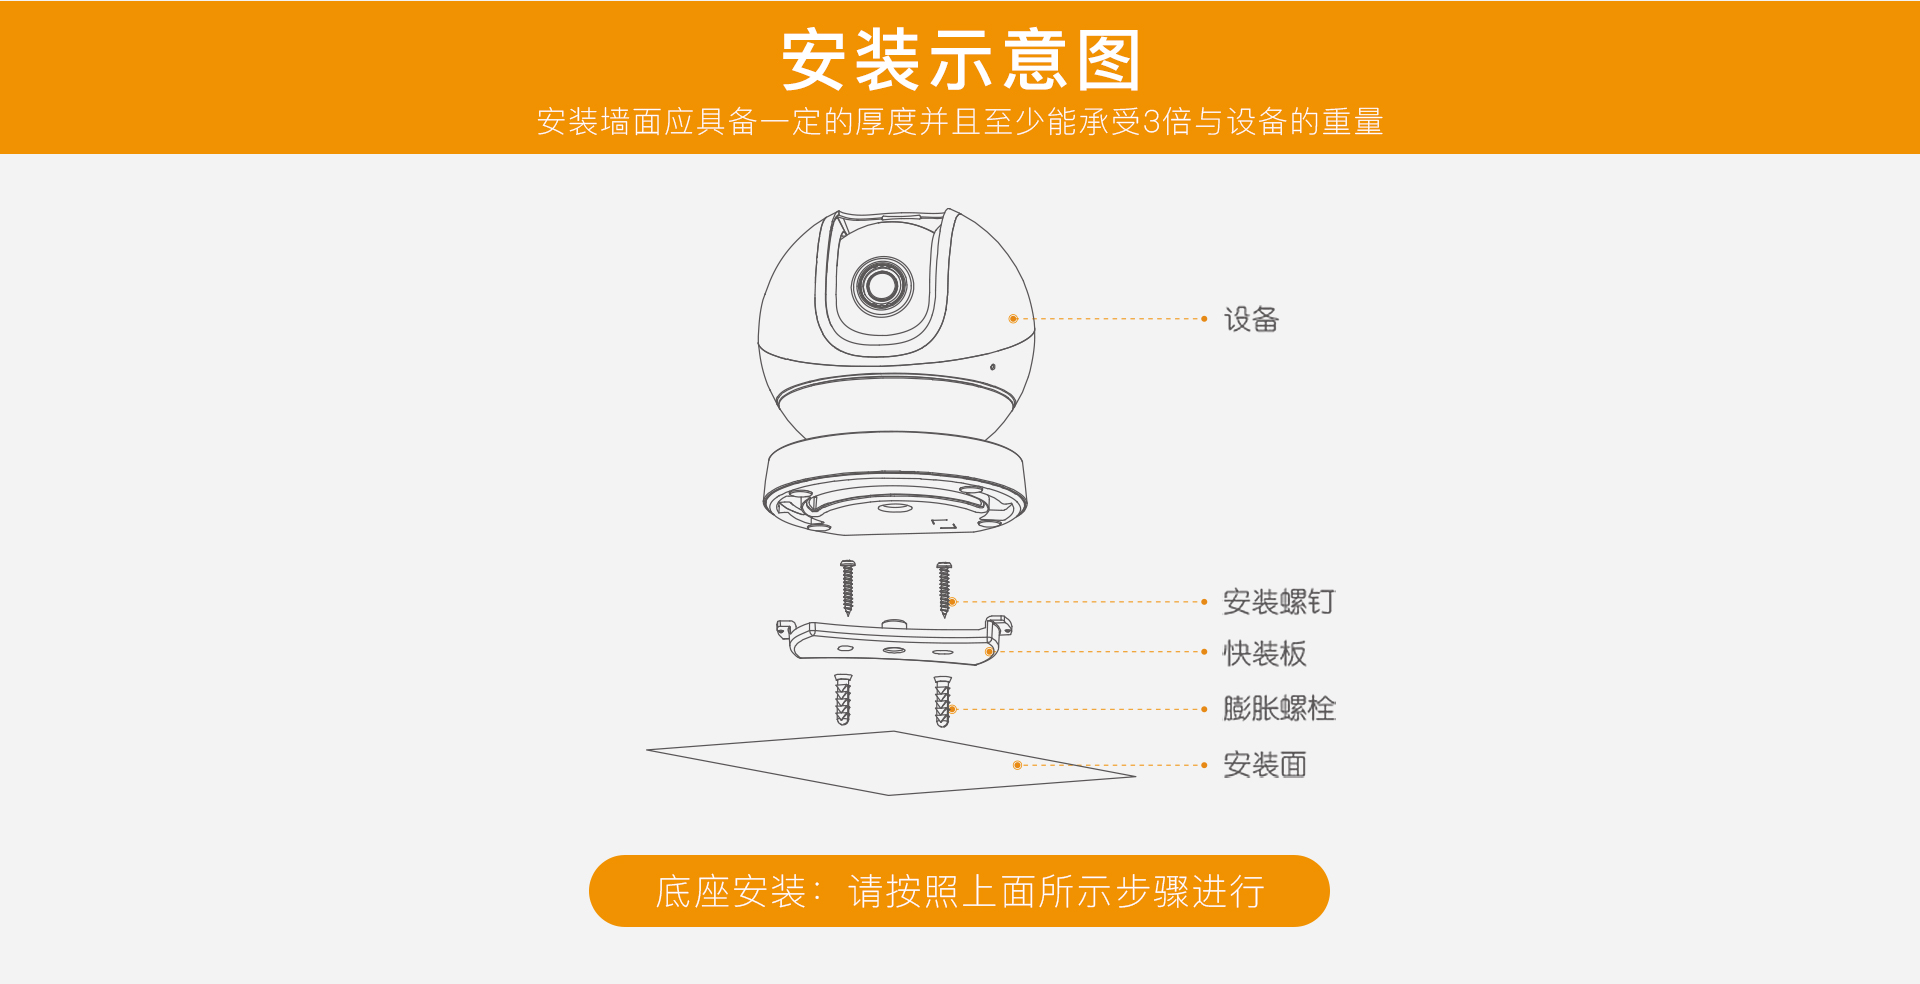 安装示意图
安装墙面应具备一定的厚度并且至少能承受3倍与设备的重量
设备
安装螺钉
快装板
膨胀螺栓
安装面
底座安装：请按照上面所示步骤进行